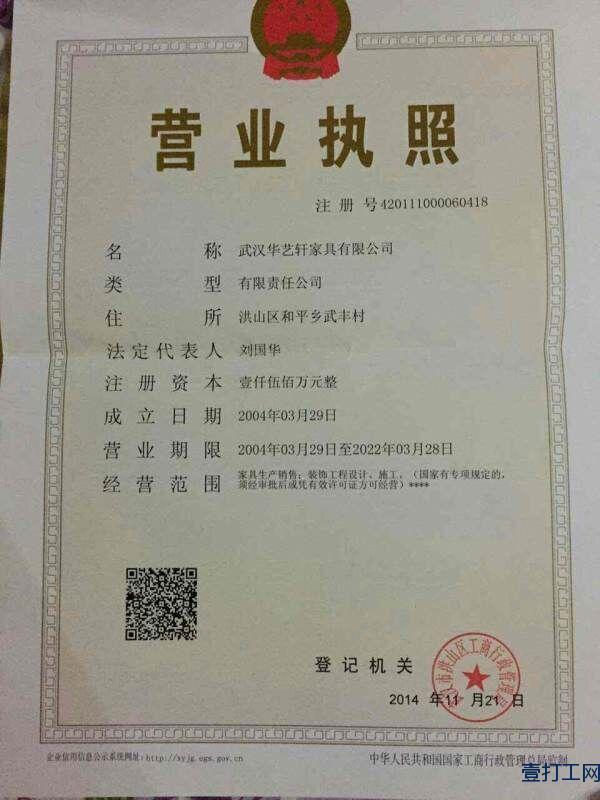 营业执照
注册号420111000060418
名称 武汉华艺轩家具有限公司
类型 有限责任公司
住所 洪山区和平乡武丰村
法定代表人 刘国华
注册资本 壹仟伍佰万元整
成立日期 2004年03月29日
营业期限 2004年03月29日至2022年03月28日
经营范围 家具生产销售；装饰工程设计、施工。（国家有专项规定的，
须经审批后或凭有效许可证方可经营）****
登记机关
市洪山区工商行政管理
2014 年11 月21 日
企业信用信息公示系统网址:http://xyjg.egs.gov.cn
中华人民共和国国家工商行政管理总局监制
壹打工网